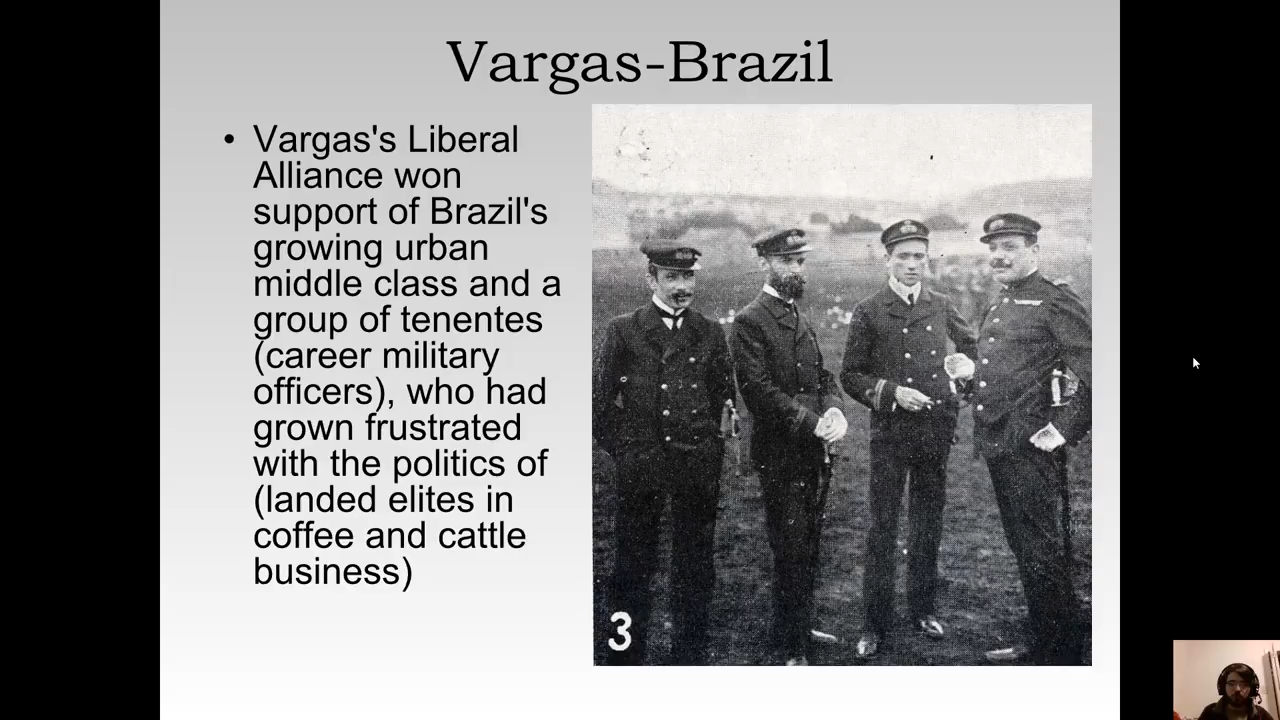 Vargas-Brazil
• Vargas's Liberal
Alliance won
support of Brazil's
growing urban
middle class and a
group of tenentes
(career military
officers), who had
grown frustrated
with the politics of
(landed elites in
coffee and cattle
business)
3